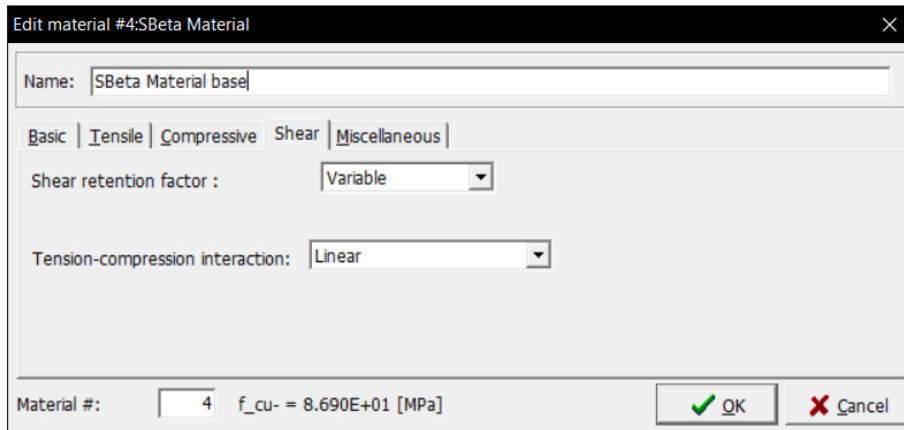 Edit material #4:SBeta Material
Name: SBeta Material base
Basic Tensile Compressive Shear Miscellaneous
Shear retention factor : Variable
Tension-compression interaction: Linear
Material #: 4 f_cu- = 8.690E+01 [MPa] OK Cancel